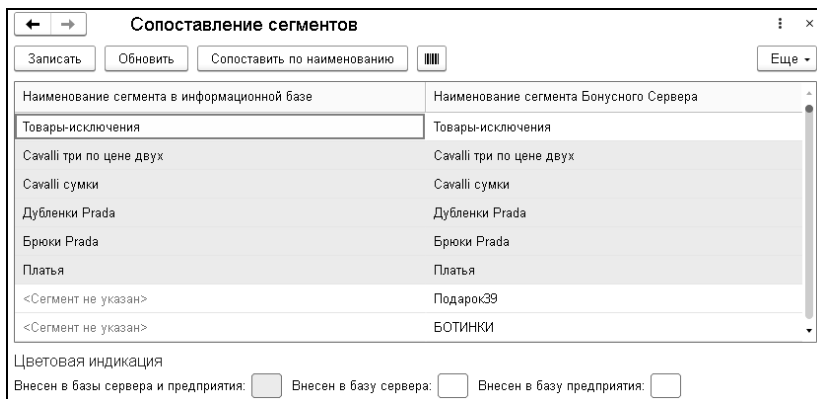 Сопоставление сегментов
Записать Обновить Сопоставить по наименованию Еще
Наименование сегмента в информационной базе Наименование сегмента Бонусного Сервера
Товары-исключения Товары-исключения
Cavalli три по цене двух Cavalli три по цене двух
Cavalli сумки Cavalli сумки
Дубленки Prada Дубленки Prada
Брюки Prada Брюки Prada
Платья Платья
<Сегмент не указан> Подарок39
<Сегмент не указан> БОТИНКИ
Цветовая индикация
Внесен в базы сервера и предприятия: Внесен в базу сервера: Внесен в базу предприятия: